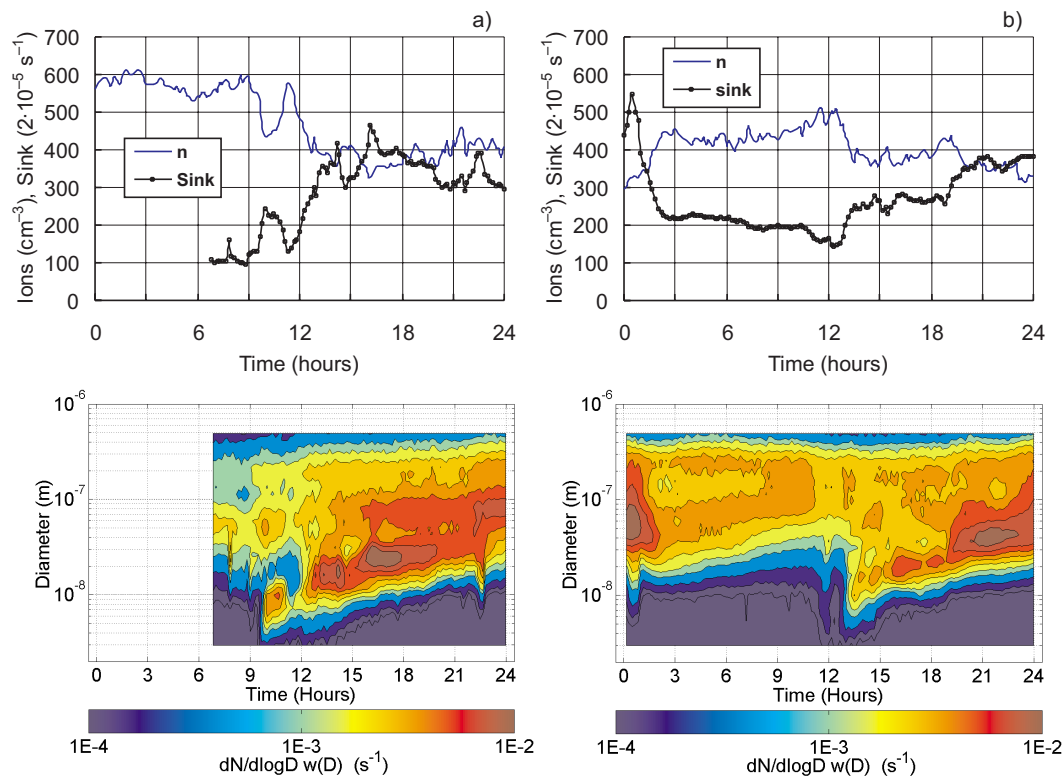 a)
700
600
500
400
300
200
100
0
Ions (cm⁻³), Sink (2·10⁻⁵ s⁻¹)
n
Sink
0 6 12 18 24
Time (hours)
b)
700
600
500
400
300
200
100
0
Ions (cm⁻³), Sink (2·10⁻⁵ s⁻¹)
n
sink
0 6 12 18 24
Time (hours)
10⁻⁶
10⁻⁷
10⁻⁸
Diameter (m)
0 3 6 9 12 15 18 21 24
Time (Hours)
1E-4 1E-3 1E-2
dN/dlogD w(D) (s⁻¹)
10⁻⁶
10⁻⁷
10⁻⁸
Diameter (m)
0 3 6 9 12 15 18 21 24
Time (Hours)
1E-4 1E-3 1E-2
dN/dlogD w(D) (s⁻¹)